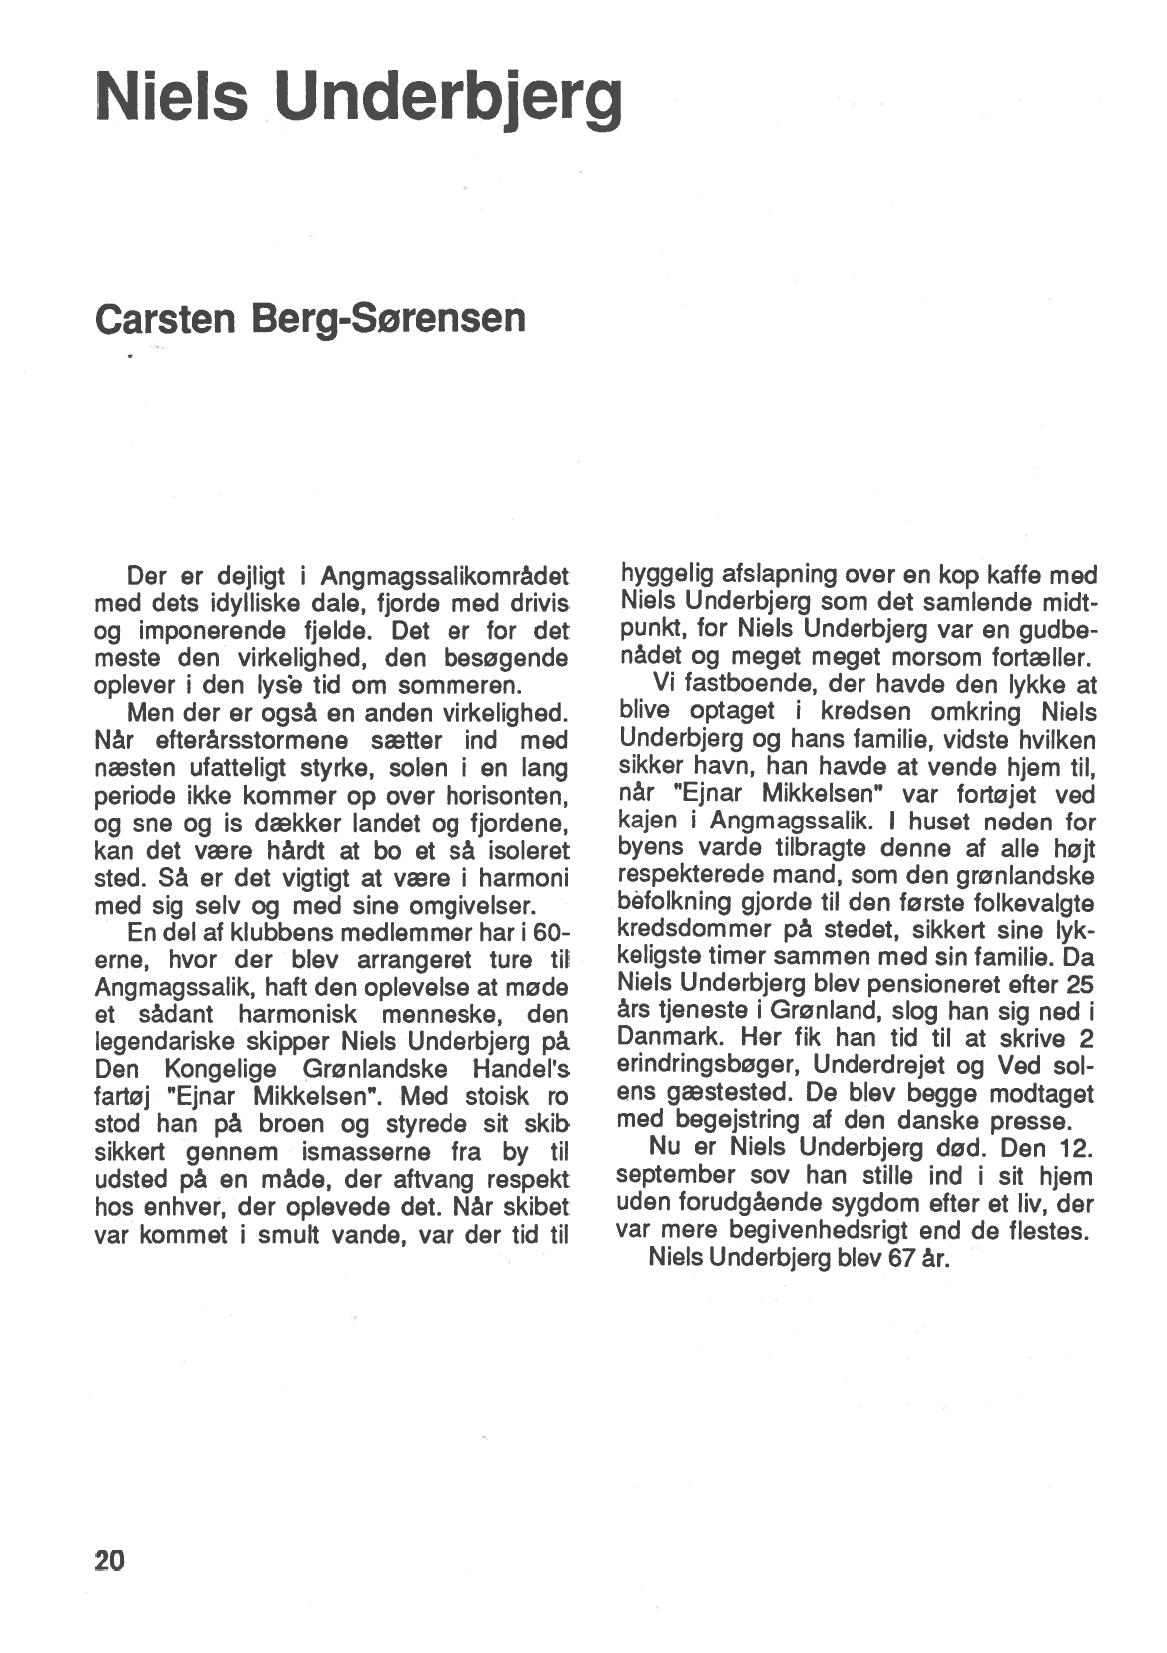 Niels Underbjerg
Carsten Berg-Sørensen
Der er dejligt i Angmagssalikområdet
med dets idylliske dale, fjorde med drivis
og imponerende fjelde. Det er for det
meste den virkelighed, den besøgende
oplever i den lyse tid om sommeren.
Men der er også en anden virkelighed.
Når efterårsstormene sætter ind med
næsten ufatteligt styrke, solen i en lang
periode ikke kommer op over horisonten,
og sne og is dækker landet og fjordene,
kan det være hårdt at bo et så isoleret
sted. Så er det vigtigt at være i harmoni
med sig selv og med sine omgivelser.
En del af klubbens medlemmer har i 60-
erne, hvor der blev arrangeret ture til
Angmagssalik, haft den oplevelse at møde
et sådant harmonisk menneske, den
legendariske skipper Niels Underbjerg på
Den Kongelige Grønlandske Handel's
fartøj "Ejnar Mikkelsen". Med stoisk ro
stod han på broen og styrede sit skib
sikkert gennem ismasserne fra by til
udsted på en måde, der aftvang respekt
hos enhver, der oplevede det. Når skibet
var kommet i smult vande, var der tid til
hyggelig afslapning over en kop kaffe med
Niels Underbjerg som det samlende midt-
punkt, for Niels Underbjerg var en gudbe-
nådet og meget meget morsom fortæller.
Vi fastboende, der havde den lykke at
blive optaget i kredsen omkring Niels
Underbjerg og hans familie, vidste hvilken
sikker havn, han havde at vende hjem til,
når "Ejnar Mikkelsen" var fortøjet ved
kajen i Angmagssalik. I huset neden for
byens varde tilbragte denne af alle højt
respekterede mand, som den grønlandske
befolkning gjorde til den første folkevalgte
kredsdommer på stedet, sikkert sine lyk-
keligste timer sammen med sin familie. Da
Niels Underbjerg blev pensioneret efter 25
års tjeneste i Grønland, slog han sig ned i
Danmark. Her fik han tid til at skrive 2
erindringsbøger, Underdrejet og Ved sol-
ens gæstested. De blev begge modtaget
med begejstring af den danske presse.
Nu er Niels Underbjerg død. Den 12.
september sov han stille ind i sit hjem
uden forudgående sygdom efter et liv, der
var mere begivenhedsrigt end de flestes.
Niels Underbjerg blev 67 år.
20